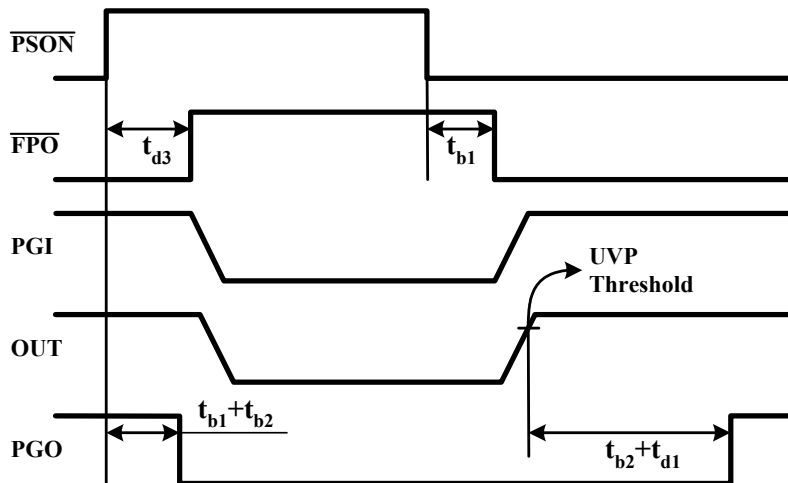 PSON
FPO
t_d3
t_b1
PGI
UVP
Threshold
OUT
t_b1+t_b2
PGO
t_b2+t_d1